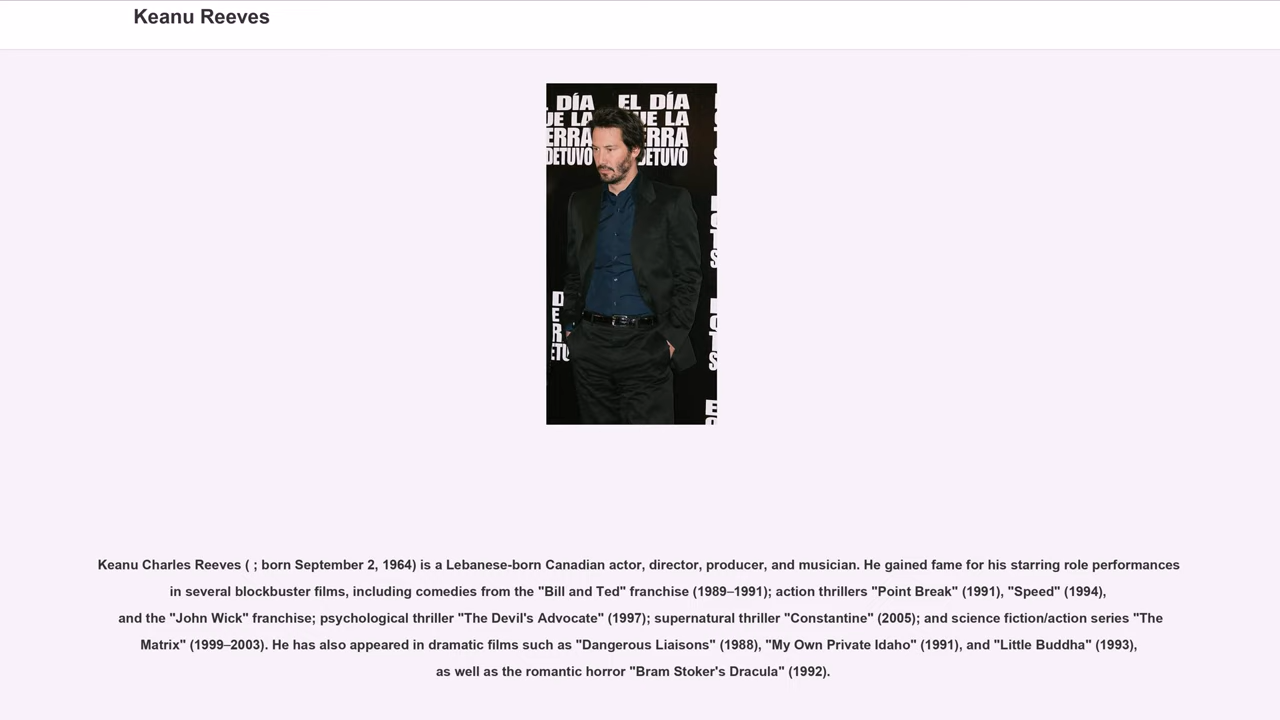 Keanu Reeves
EL DÍA
QUE LA
ERRA
DETUVO
EL DÍA
UE LA
ERRA
DETUVO
Keanu Charles Reeves ( ; born September 2, 1964) is a Lebanese-born Canadian actor, director, producer, and musician. He gained fame for his starring role performances
in several blockbuster films, including comedies from the "Bill and Ted" franchise (1989–1991); action thrillers "Point Break" (1991), "Speed" (1994),
and the "John Wick" franchise; psychological thriller "The Devil's Advocate" (1997); supernatural thriller "Constantine" (2005); and science fiction/action series "The
Matrix" (1999–2003). He has also appeared in dramatic films such as "Dangerous Liaisons" (1988), "My Own Private Idaho" (1991), and "Little Buddha" (1993),
as well as the romantic horror "Bram Stoker's Dracula" (1992).